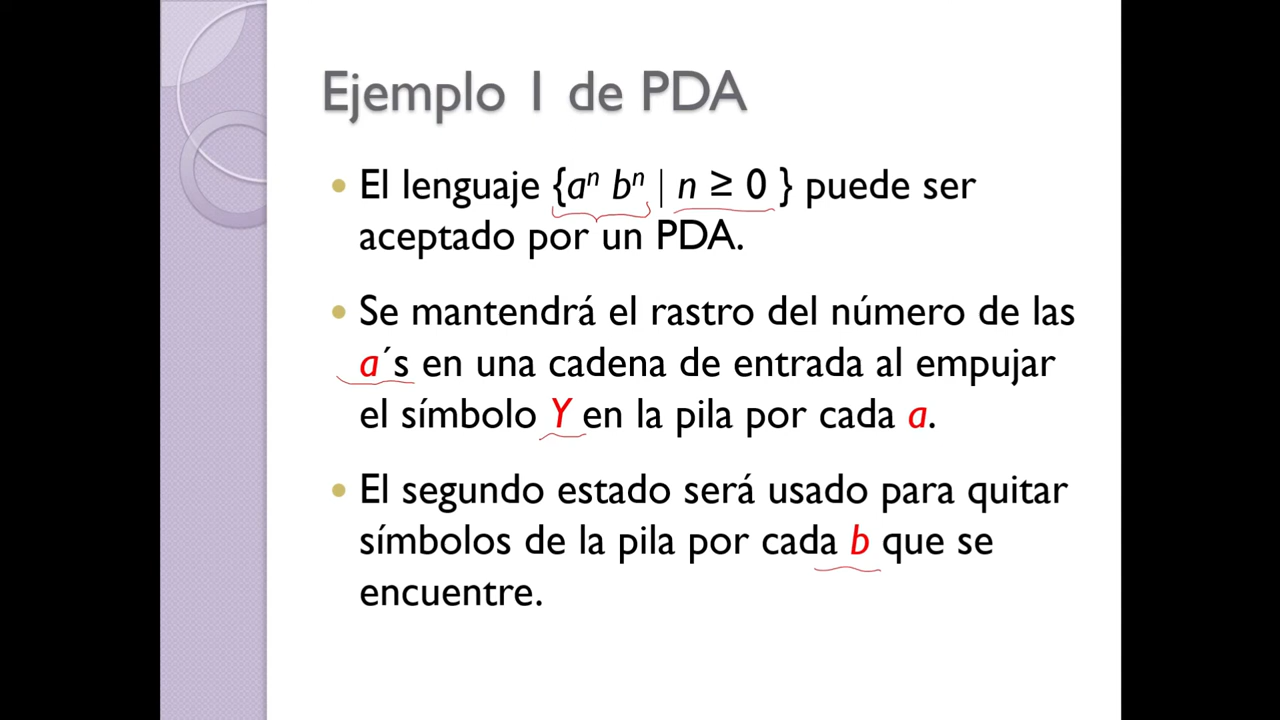 Ejemplo 1 de PDA
• El lenguaje {aⁿ bⁿ | n ≥ 0 } puede ser
aceptado por un PDA.
• Se mantendrá el rastro del número de las
a´s en una cadena de entrada al empujar
el símbolo Y en la pila por cada a.
• El segundo estado será usado para quitar
símbolos de la pila por cada b que se
encuentre.